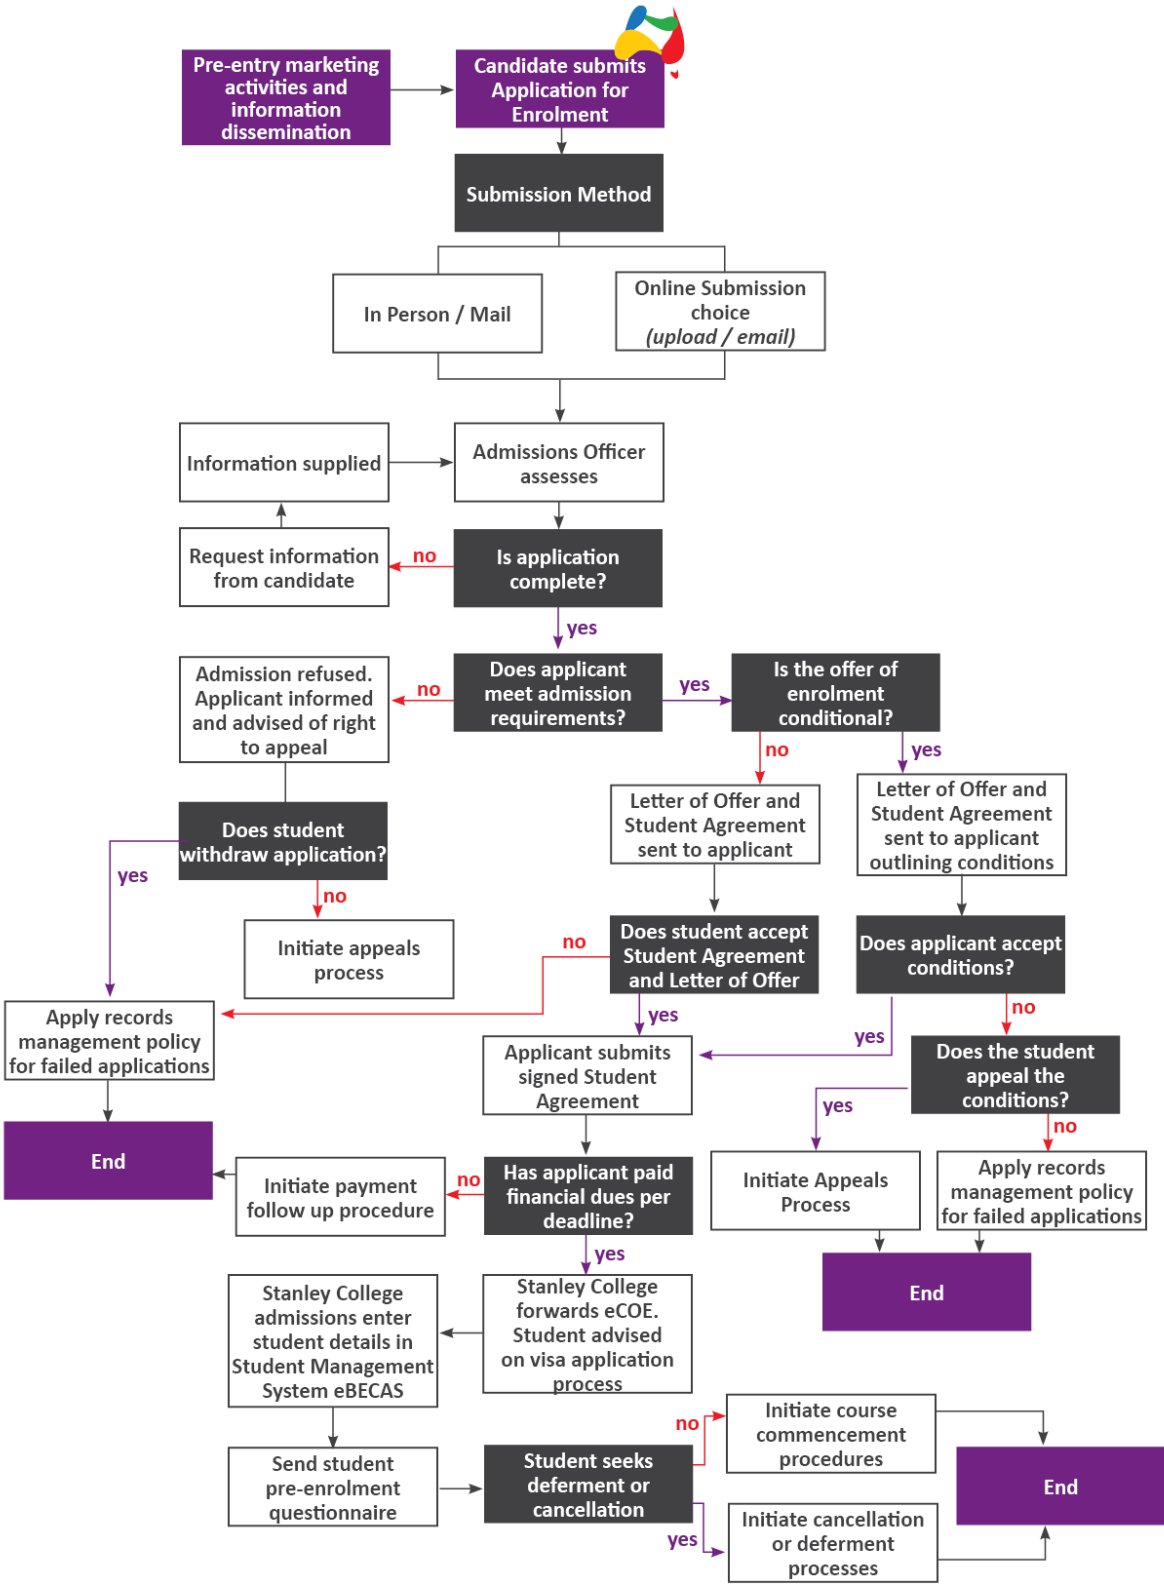 Pre-entry marketing
activities and
information
dissemination
Candidate submits
Application for
Enrolment
Submission Method
In Person / Mail
Online Submission
choice
(upload / email)
Information supplied
Admissions Officer
assesses
Request information
from candidate
no
Is application
complete?
yes
Admission refused.
Applicant informed
and advised of right
to appeal
no
Does applicant
meet admission
requirements?
yes
Is the offer of
enrolment
conditional?
no
yes
Letter of Offer and
Student Agreement
sent to applicant
Letter of Offer and
Student Agreement
sent to applicant
outlining conditions
Does student
withdraw application?
yes
no
Initiate appeals
process
no
Does student accept
Student Agreement
and Letter of Offer
Does applicant accept
conditions?
yes
yes
no
Apply records
management policy
for failed applications
Applicant submits
signed Student
Agreement
Does the student
appeal the
conditions?
yes
no
End
Initiate payment
follow up procedure
no
Has applicant paid
financial dues per
deadline?
Initiate Appeals
Process
Apply records
management policy
for failed applications
yes
End
Stanley College
admissions enter
student details in
Student Management
System eBECAS
Stanley College
forwards eCOE.
Student advised
on visa application
process
Send student
pre-enrolment
questionnaire
Student seeks
deferment or
cancellation
no
Initiate course
commencement
procedures
yes
Initiate cancellation
or deferment
processes
End